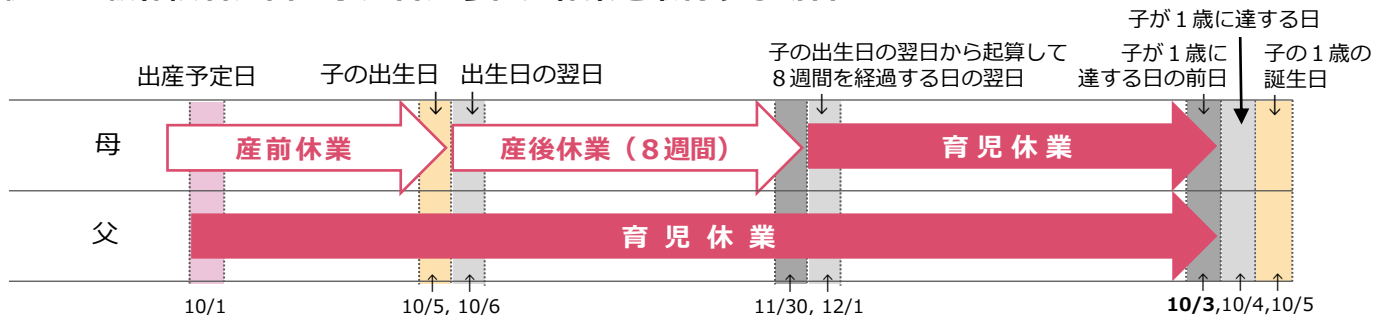 子が１歳に達する日
出産予定日
子の出生日
出生日の翌日
子の出生日の翌日から起算して
８週間を経過する日の翌日
子が１歳に
達する日の前日
子の１歳の
誕生日
母
産前休業
産後休業（８週間）
育児休業
父
育児休業
10/1
10/5, 10/6
11/30, 12/1
10/3,10/4,10/5